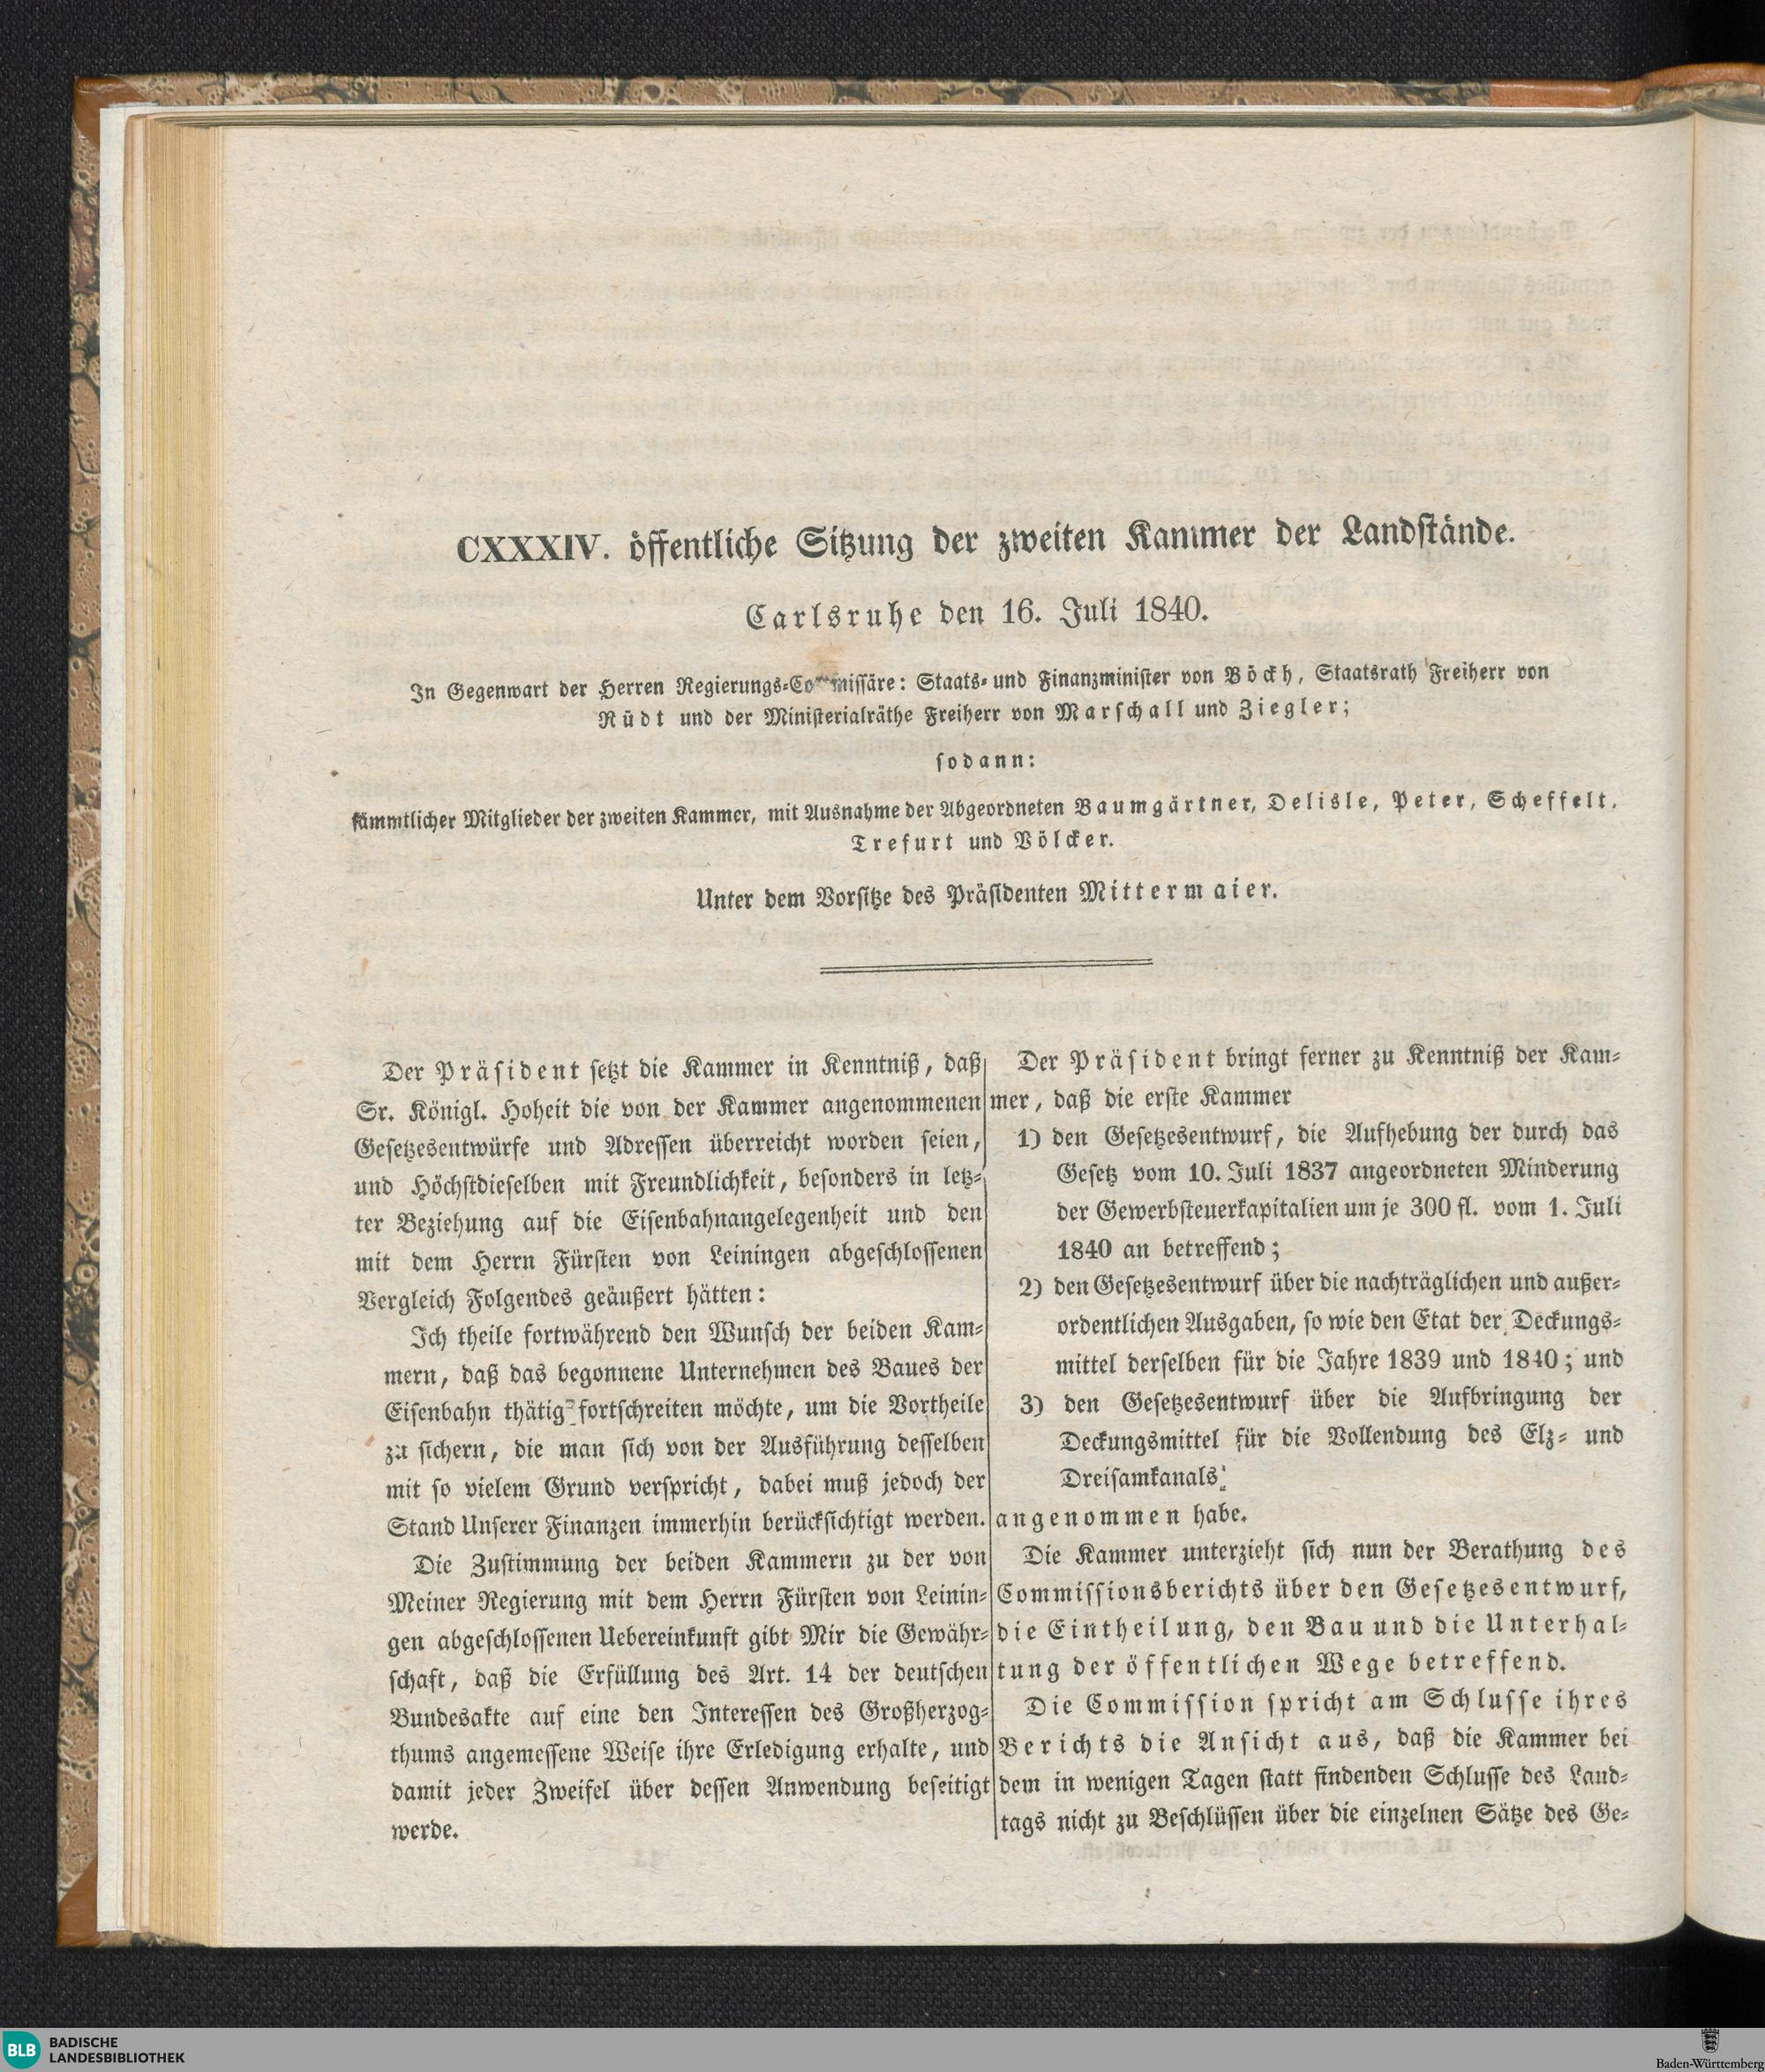 CXXXIV. öffentliche Sitzung der zweiten Kammer der Landstände.
Carlsruhe den 16. Juli 1840.
In Gegenwart der Herren Regierungs-Commissäre: Staats- und Finanzminister von Böckh, Staatsrath Freiherr von
Rüdt und der Ministerialräthe Freiherr von Marschall und Ziegler;
sodann:
sämmtlicher Mitglieder der zweiten Kammer, mit Ausnahme der Abgeordneten Baumgärtner, Delisle, Peter, Scheffelt,
Trefurt und Völcker.
Unter dem Vorsitze des Präsidenten Mittermaier.
Der Präsident setzt die Kammer in Kenntniß, daß
Sr. Königl. Hoheit die von der Kammer angenommenen
Gesetzesentwürfe und Adressen überreicht worden seien,
und Höchstdieselben mit Freundlichkeit, besonders in letz-
ter Beziehung auf die Eisenbahnangelegenheit und den
mit dem Herrn Fürsten von Leiningen abgeschlossenen
Vergleich Folgendes geäußert hätten:
Ich theile fortwährend den Wunsch der beiden Kam-
mern, daß das begonnene Unternehmen des Baues der
Eisenbahn thätig fortschreiten möchte, um die Vortheile
zu sichern, die man sich von der Ausführung desselben
mit so vielem Grund verspricht, dabei muß jedoch der
Stand Unserer Finanzen immerhin berücksichtigt werden.
Die Zustimmung der beiden Kammern zu der von
Meiner Regierung mit dem Herrn Fürsten von Leinin-
gen abgeschlossenen Uebereinkunft gibt Mir die Gewähr-
schaft, daß die Erfüllung des Art. 14 der deutschen
Bundesakte auf eine den Interessen des Großherzog-
thums angemessene Weise ihre Erledigung erhalte, und
damit jeder Zweifel über dessen Anwendung beseitigt
werde.
Der Präsident bringt ferner zu Kenntniß der Kam-
mer, daß die erste Kammer
1) den Gesetzesentwurf, die Aufhebung der durch das
Gesetz vom 10. Juli 1837 angeordneten Minderung
der Gewerbsteuerkapitalien um je 300 fl. vom 1. Juli
1840 an betreffend;
2) den Gesetzesentwurf über die nachträglichen und außer-
ordentlichen Ausgaben, so wie den Etat der Deckungs-
mittel derselben für die Jahre 1839 und 1840; und
3) den Gesetzesentwurf über die Aufbringung der
Deckungsmittel für die Vollendung des Elz- und
Dreisamkanals;
angenommen habe.
Die Kammer unterzieht sich nun der Berathung des
Commissionsberichts über den Gesetzesentwurf,
die Eintheilung, den Bau und die Unterhal-
tung der öffentlichen Wege betreffend.
Die Commission spricht am Schlusse ihres
Berichts die Ansicht aus, daß die Kammer bei
dem in wenigen Tagen statt findenden Schlusse des Land-
tags nicht zu Beschlüssen über die einzelnen Sätze des Ge-
BLB BADISCHE
LANDESBIBLIOTHEK
Baden-Württemberg